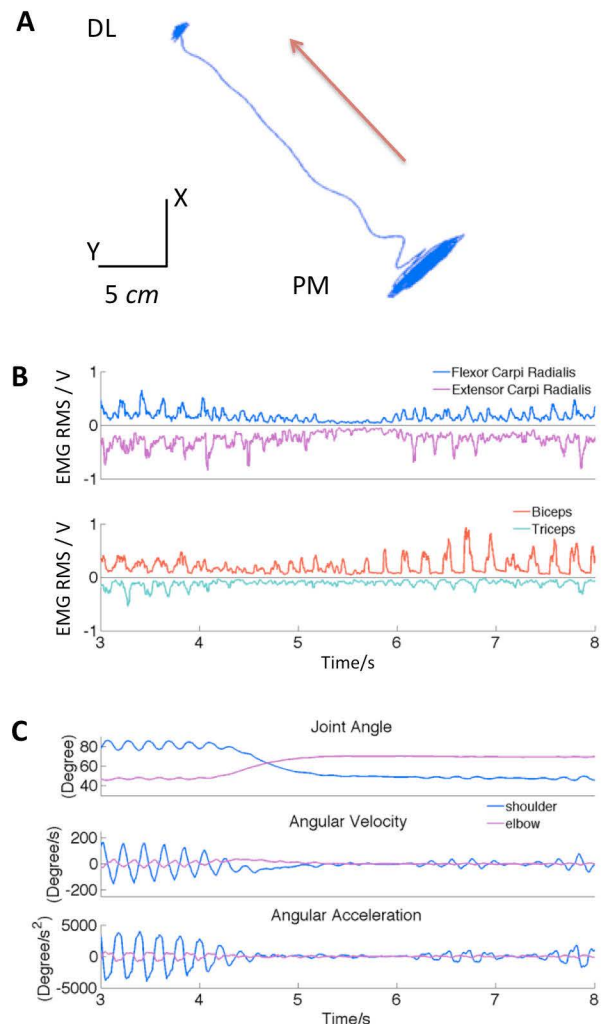 A
DL
X
Y
5 cm
PM
B
EMG RMS / V
1
0
-1
Flexor Carpi Radialis
Extensor Carpi Radialis
EMG RMS / V
1
0
-1
Biceps
Triceps
3 4 5 6 7 8
Time/s
C
Joint Angle
(Degree)
80
60
40
shoulder
elbow
Angular Velocity
(Degree/s)
200
0
-200
Angular Acceleration
(Degree/s²)
5000
0
-5000
3 4 5 6 7 8
Time/s